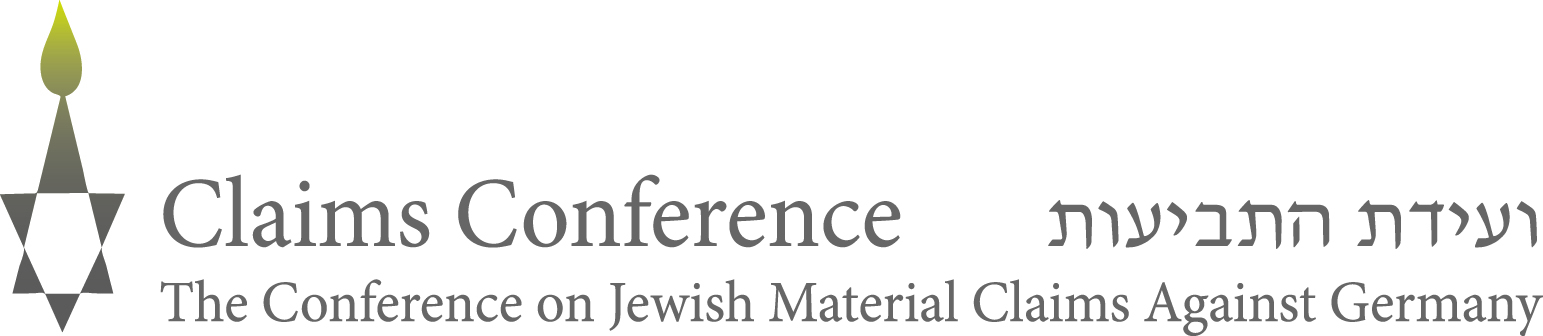 Claims Conference ועידת התביעות
The Conference on Jewish Material Claims Against Germany